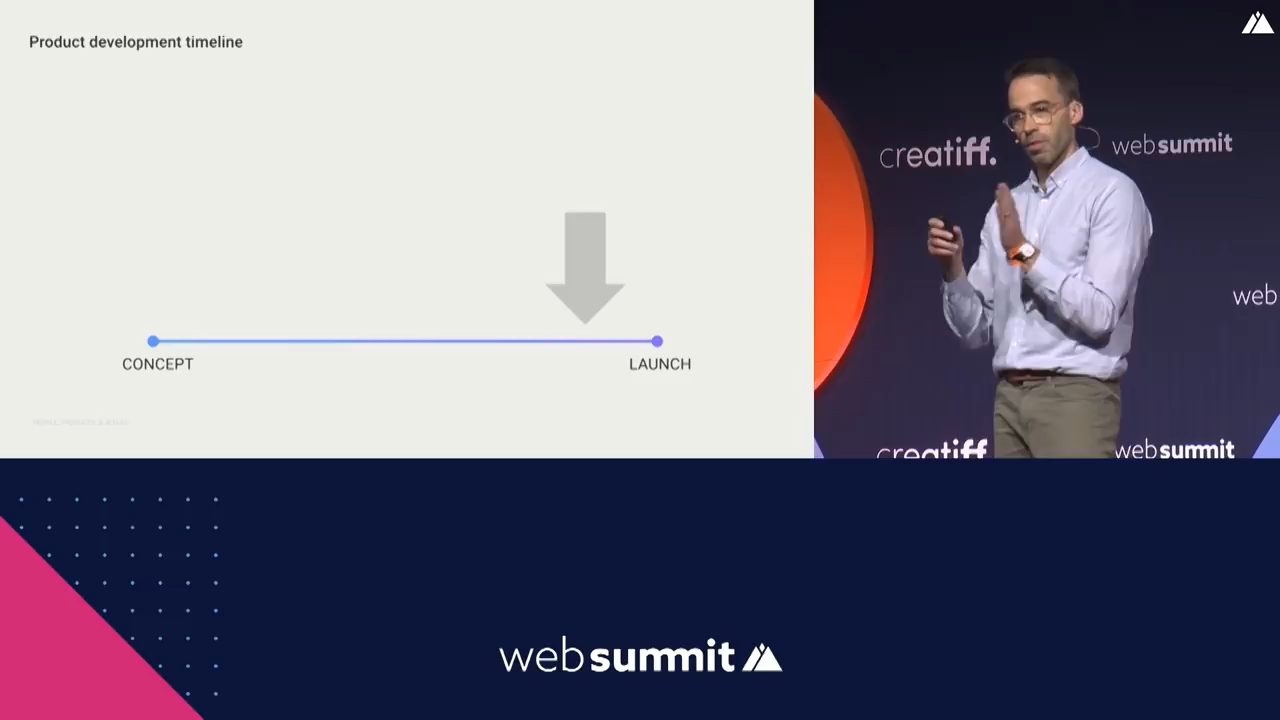 Product development timeline
CONCEPT
LAUNCH
creatiff.
websummit
web
creatiff
websummit
websummit